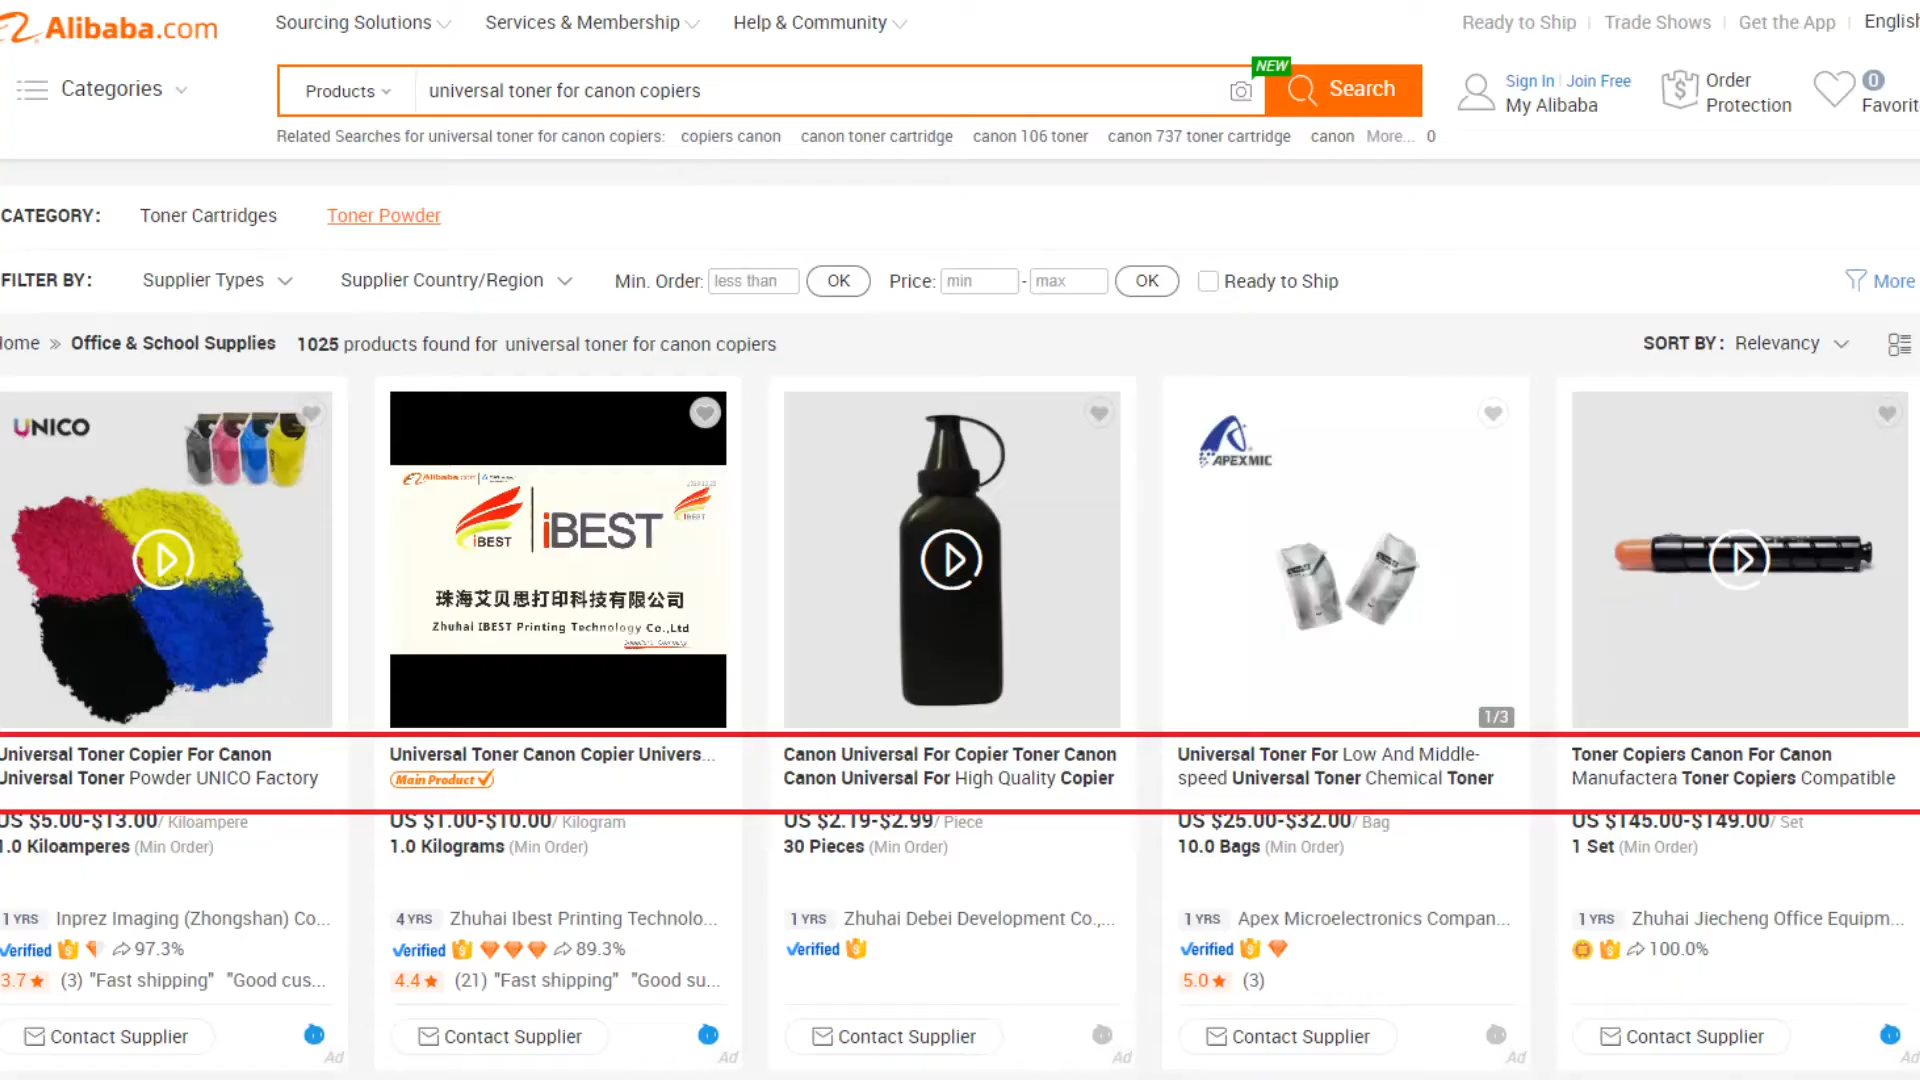 Alibaba.com
Sourcing Solutions
Services & Membership
Help & Community
Ready to Ship
Trade Shows
Get the App
English
Categories
Products
universal toner for canon copiers
NEW
Search
Sign In | Join Free
My Alibaba
Order
Protection
0
Favorit
Related Searches for universal toner for canon copiers: copiers canon canon toner cartridge canon 106 toner canon 737 toner cartridge canon More... 0
CATEGORY: Toner Cartridges Toner Powder
FILTER BY: Supplier Types Supplier Country/Region Min. Order: less than OK Price: min - max OK Ready to Ship More
ome » Office & School Supplies 1025 products found for universal toner for canon copiers
SORT BY: Relevancy
UNICO
Universal Toner Copier For Canon
Universal Toner Powder UNICO Factory
US $5.00-$13.00/ Kiloampere
1.0 Kiloamperes (Min Order)
1 YRS Inprez Imaging (Zhongshan) Co...
Verified 97.3%
3.7 (3) "Fast shipping" "Good cus...
Contact Supplier
Ad
Alibaba.com
iBEST
iBEST
iBEST
珠海艾贝思打印科技有限公司
Zhuhai IBEST Printing Technology Co.,Ltd
Universal Toner Canon Copier Univers...
Main Product
US $1.00-$10.00/ Kilogram
1.0 Kilograms (Min Order)
4 YRS Zhuhai Ibest Printing Technolo...
Verified 89.3%
4.4 (21) "Fast shipping" "Good su...
Contact Supplier
Ad
Canon Universal For Copier Toner Canon
Canon Universal For High Quality Copier
US $2.19-$2.99/ Piece
30 Pieces (Min Order)
1 YRS Zhuhai Debei Development Co.,...
Verified
Contact Supplier
Ad
APEXMIC
1/3
Universal Toner For Low And Middle-
speed Universal Toner Chemical Toner
US $25.00-$32.00/ Bag
10.0 Bags (Min Order)
1 YRS Apex Microelectronics Compan...
Verified
5.0 (3)
Contact Supplier
Ad
Toner Copiers Canon For Canon
Manufactera Toner Copiers Compatible
US $145.00-$149.00/ Set
1 Set (Min Order)
1 YRS Zhuhai Jiecheng Office Equipm...
100.0%
Contact Supplier
Ad